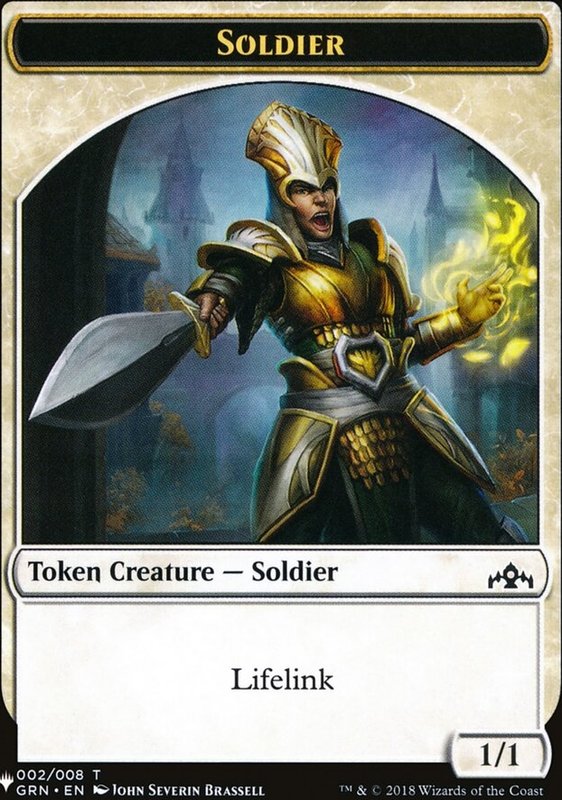 SOLDIER
Token Creature — Soldier
Lifelink
1/1
002/008 T
GRN • EN JOHN SEVERIN BRASSELL
™ & © 2018 Wizards of the Coast